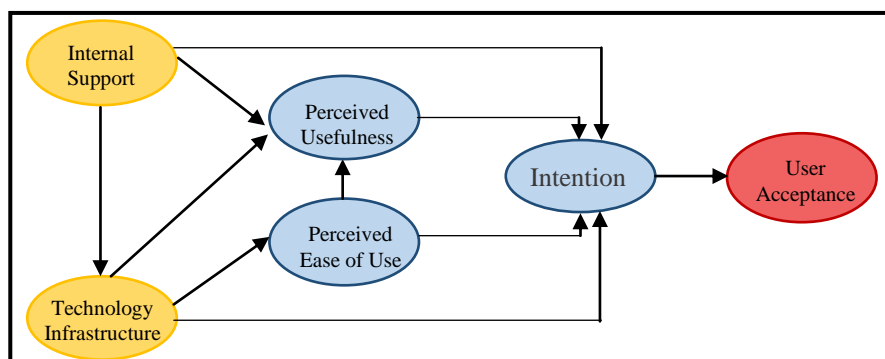 Internal
Support
Perceived
Usefulness
Intention
User
Acceptance
Perceived
Ease of Use
Technology
Infrastructure